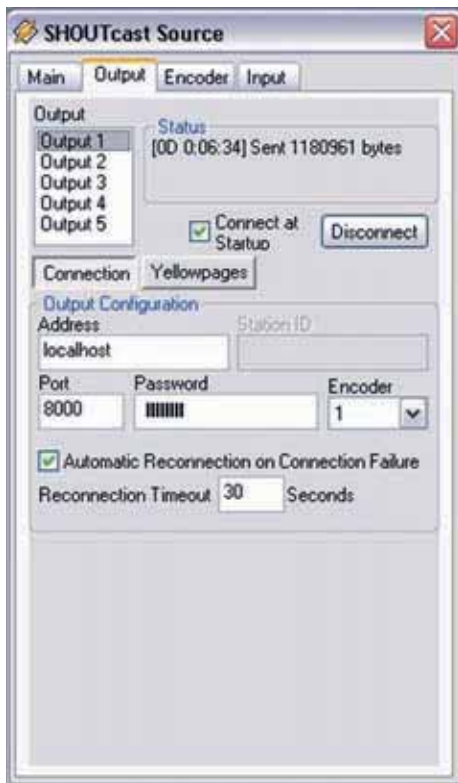 SHOUTcast Source
Main Output Encoder Input
Output
Output 1
Output 2
Output 3
Output 4
Output 5
Status
[0D 0:06:34] Sent 1180961 bytes
Connect at
Startup
Disconnect
Connection Yellowpages
Output Configuration
Address Station ID
localhost
Port Password Encoder
8000 1
Automatic Reconnection on Connection Failure
Reconnection Timeout 30 Seconds